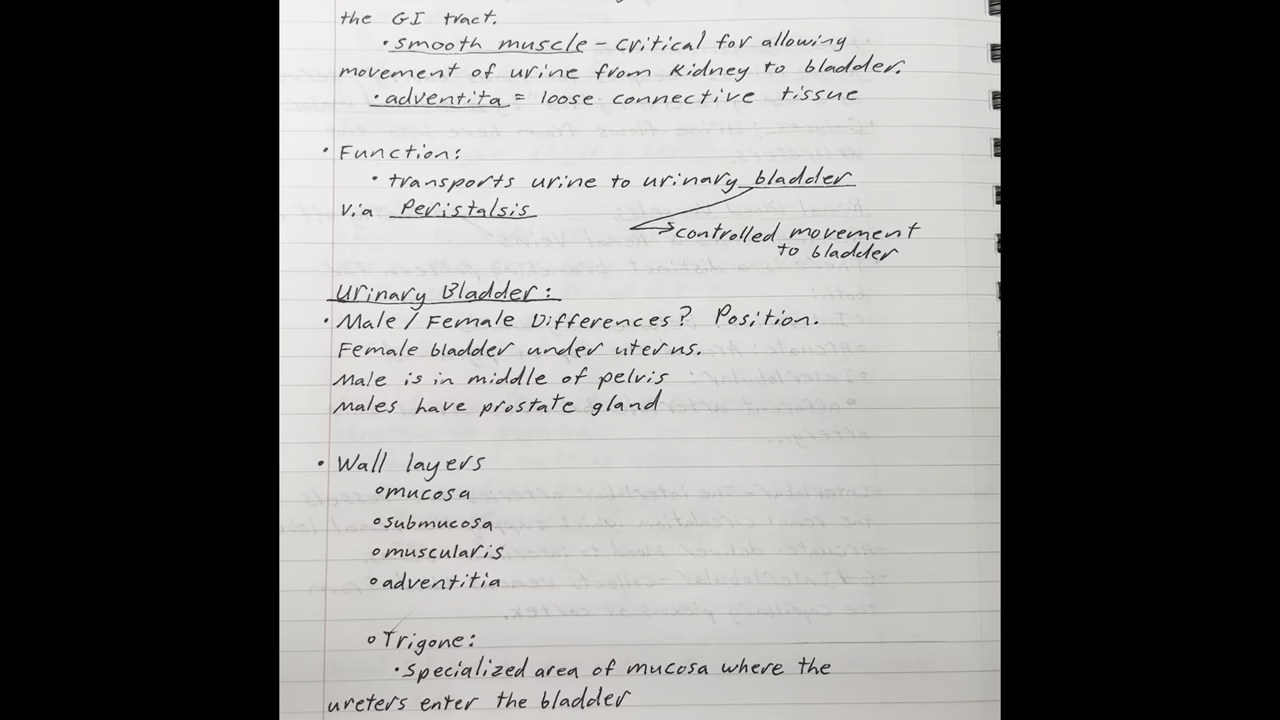 the GI tract.
• smooth muscle - critical for allowing
movement of urine from kidney to bladder.
• adventita = loose connective tissue
• Function:
• transports urine to urinary bladder
via Peristalsis
controlled movement
to bladder
Urinary Bladder:
• Male / Female Differences? Position.
Female bladder under uterus.
Male is in middle of pelvis
Males have prostate gland
• Wall layers
◦ mucosa
◦ submucosa
◦ muscularis
◦ adventitia
◦ Trigone:
• specialized area of mucosa where the
ureters enter the bladder